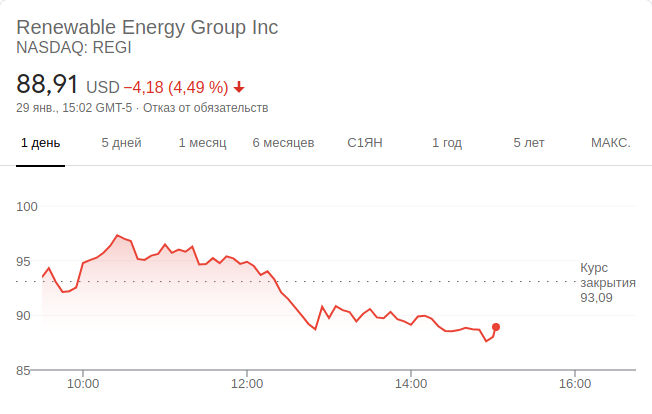 Renewable Energy Group Inc
NASDAQ: REGI
88,91 USD −4,18 (4,49 %)
29 янв., 15:02 GMT-5 · Отказ от обязательств
1 день 5 дней 1 месяц 6 месяцев С1ЯН 1 год 5 лет МАКС.
100
95
90
85
Курс
закрытия
93,09
10:00 12:00 14:00 16:00